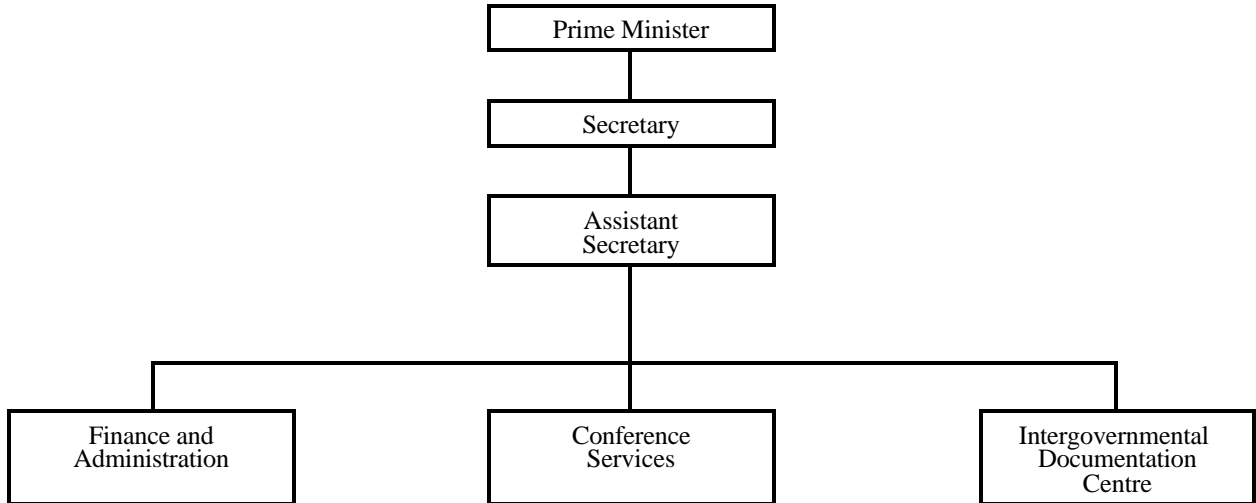 Prime Minister
Secretary
Assistant
Secretary
Finance and
Administration
Conference
Services
Intergovernmental
Documentation
Centre